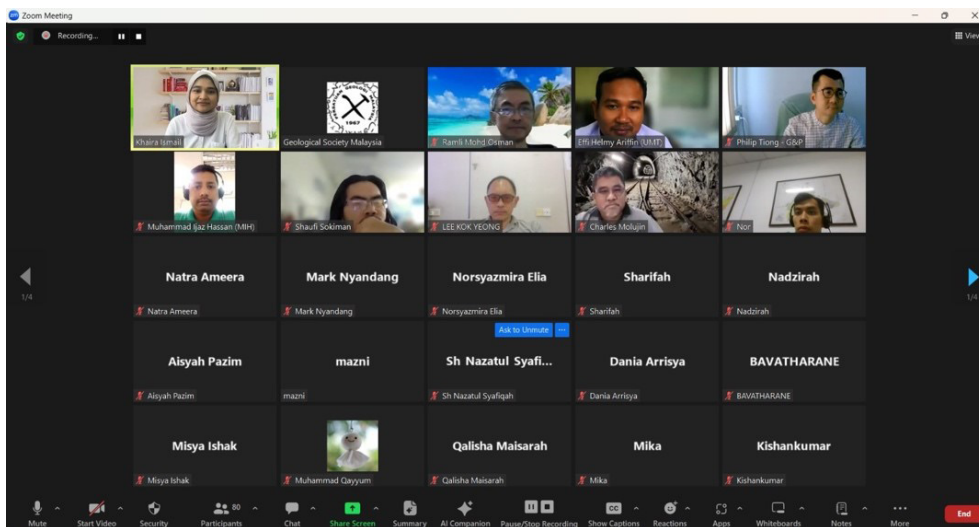 Zoom Meeting
Recording...
View
Khaira Ismail
1967
Geological Society Malaysia
Ramli Mohd Osman
Effi Helmy Ariffin (UMT)
Philip Tiong - G&P
Muhammad Ijaz Hassan (MIH)
Shaufi Sokiman
LEE KOK YEONG
Charles Molujin
Nor
Natra Ameera
Mark Nyandang
Norsyazmira Elia
Sharifah
Nadzirah
Natra Ameera
Mark Nyandang
Norsyazmira Elia
Sharifah
Nadzirah
1/4
1/4
Ask to Unmute
...
Aisyah Pazim
mazni
Sh Nazatul Syafi...
Dania Arrisya
BAVATHARANE
Aisyah Pazim
mazni
Sh Nazatul Syafiqah
Dania Arrisya
BAVATHARANE
Misya Ishak
Qalisha Maisarah
Mika
Kishankumar
Misya Ishak
Muhammad Qayyum
Qalisha Maisarah
Mika
Kishankumar
80
CC
Mute
Start Video
Security
Participants
Chat
Share Screen
Summary
AI Companion
Pause/Stop Recording
Show Captions
Reactions
Apps
Whiteboards
Notes
More
End